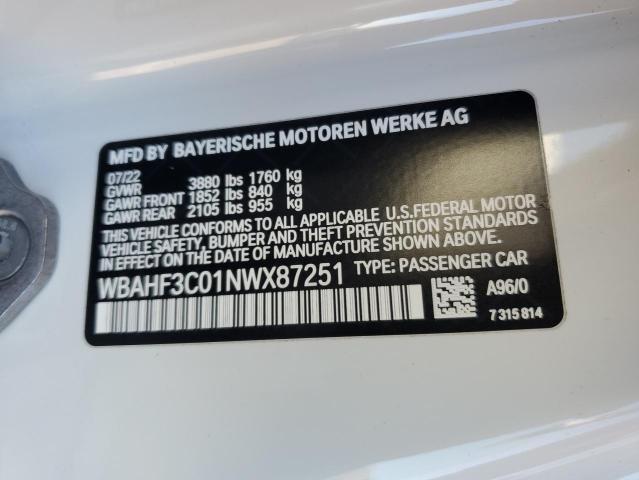 MFD BY BAYERISCHE MOTOREN WERKE AG
07/22
GVWR 3880 lbs 1760 kg
GAWR FRONT 1852 lbs 840 kg
GAWR REAR 2105 lbs 955 kg
THIS VEHICLE CONFORMS TO ALL APPLICABLE U.S.FEDERAL MOTOR
VEHICLE SAFETY, BUMPER AND THEFT PREVENTION STANDARDS
IN EFFECT ON THE DATE OF MANUFACTURE SHOWN ABOVE.
WBAHF3C01NWX87251 TYPE: PASSENGER CAR
A96/0
7 315 814